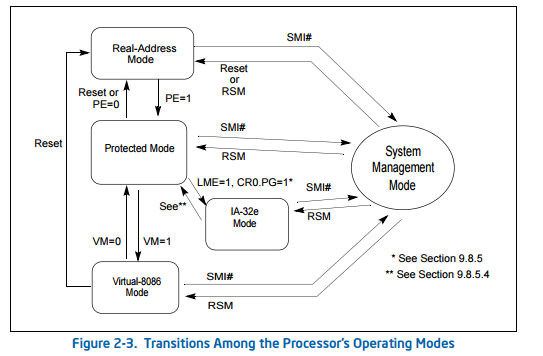 SMI#
Real-Address
Mode
Reset
or
RSM
Reset or
PE=0
PE=1
Reset
SMI#
Protected Mode
RSM
System
Management
Mode
LME=1, CR0.PG=1*
SMI#
See**
IA-32e
Mode
RSM
VM=0
VM=1
* See Section 9.8.5
** See Section 9.8.5.4
Virtual-8086
Mode
SMI#
RSM
Figure 2-3. Transitions Among the Processor's Operating Modes